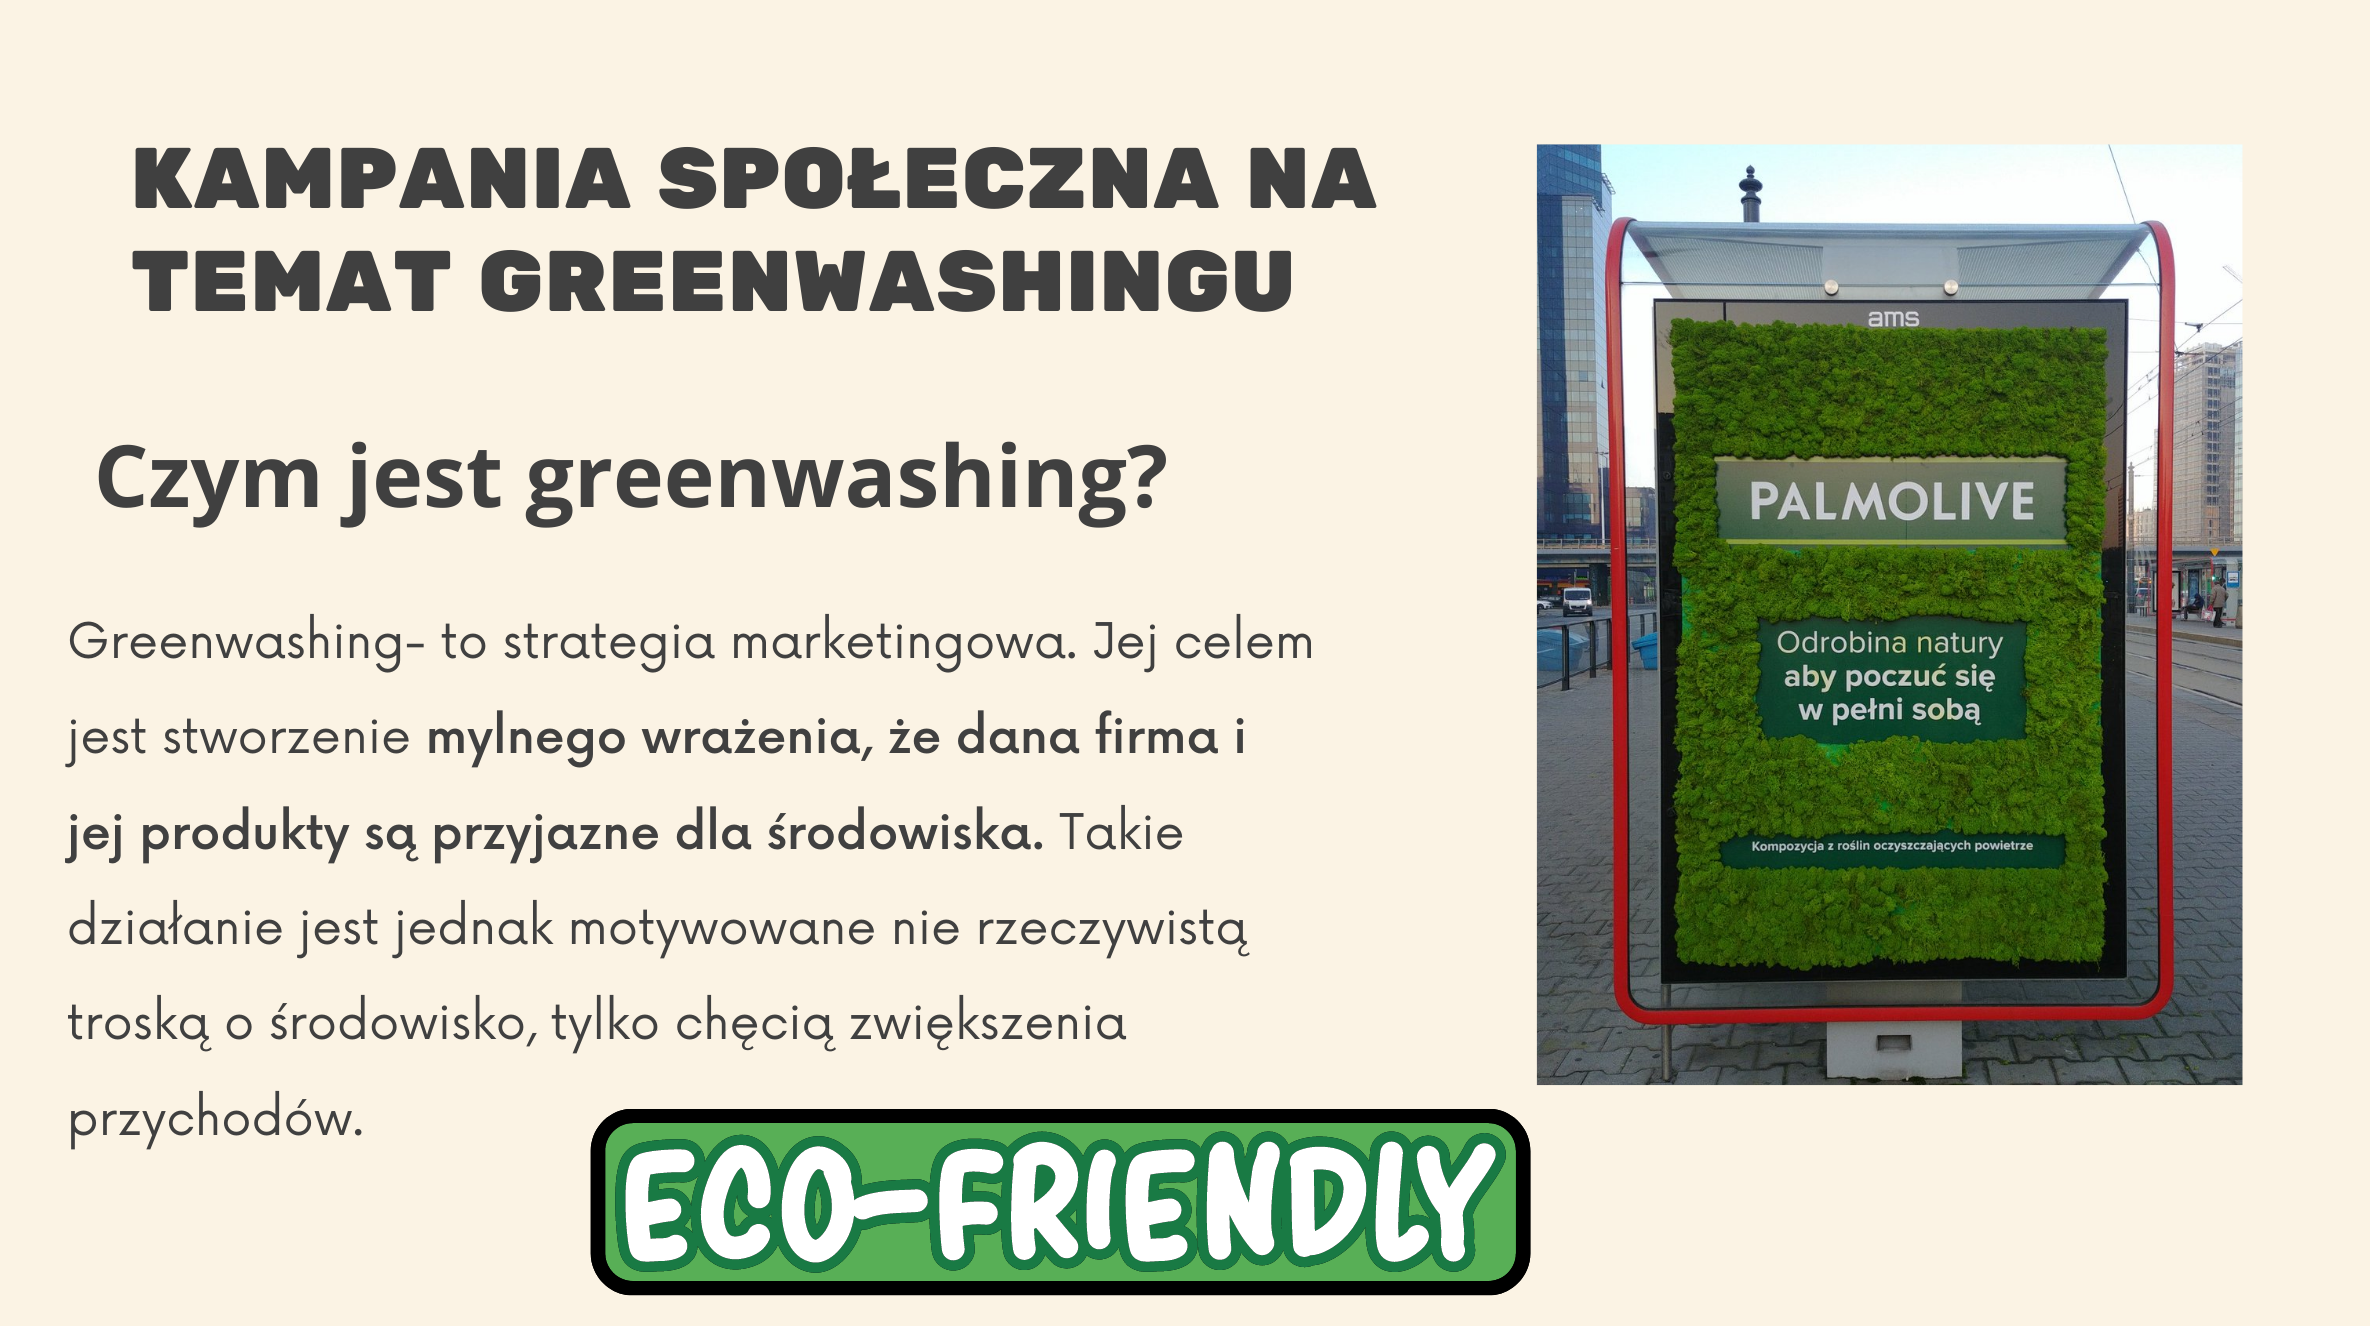 KAMPANIA SPOŁECZNA NA
TEMAT GREENWASHINGU
Czym jest greenwashing?
Greenwashing- to strategia marketingowa. Jej celem
jest stworzenie mylnego wrażenia, że dana firma i
jej produkty są przyjazne dla środowiska. Takie
działanie jest jednak motywowane nie rzeczywistą
troską o środowisko, tylko chęcią zwiększenia
przychodów.
ECO-FRIENDLY
ams
PALMOLIVE
Odrobina natury
aby poczuć się
w pełni sobą
Kompozycja z roślin oczyszczających powietrze